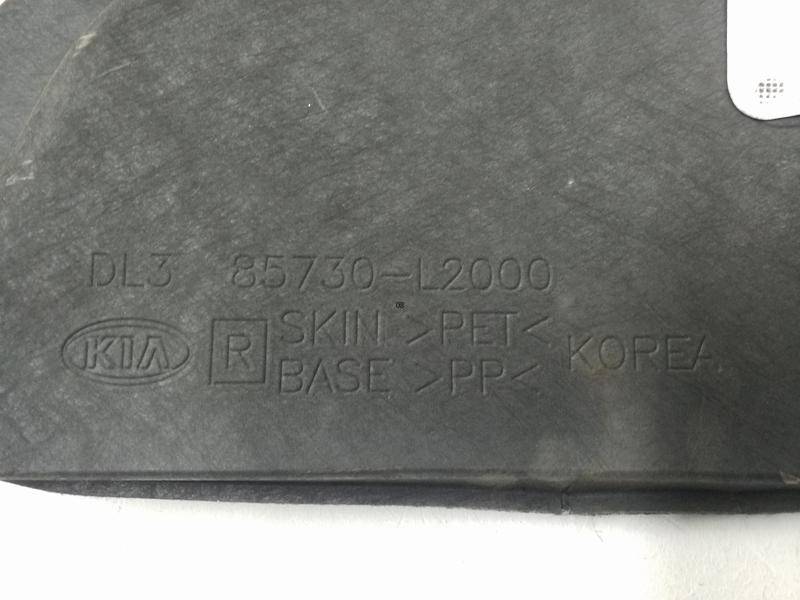 DL3 85730-L2000
KIA R SKIN >PET< KOREA
BASE >PP<